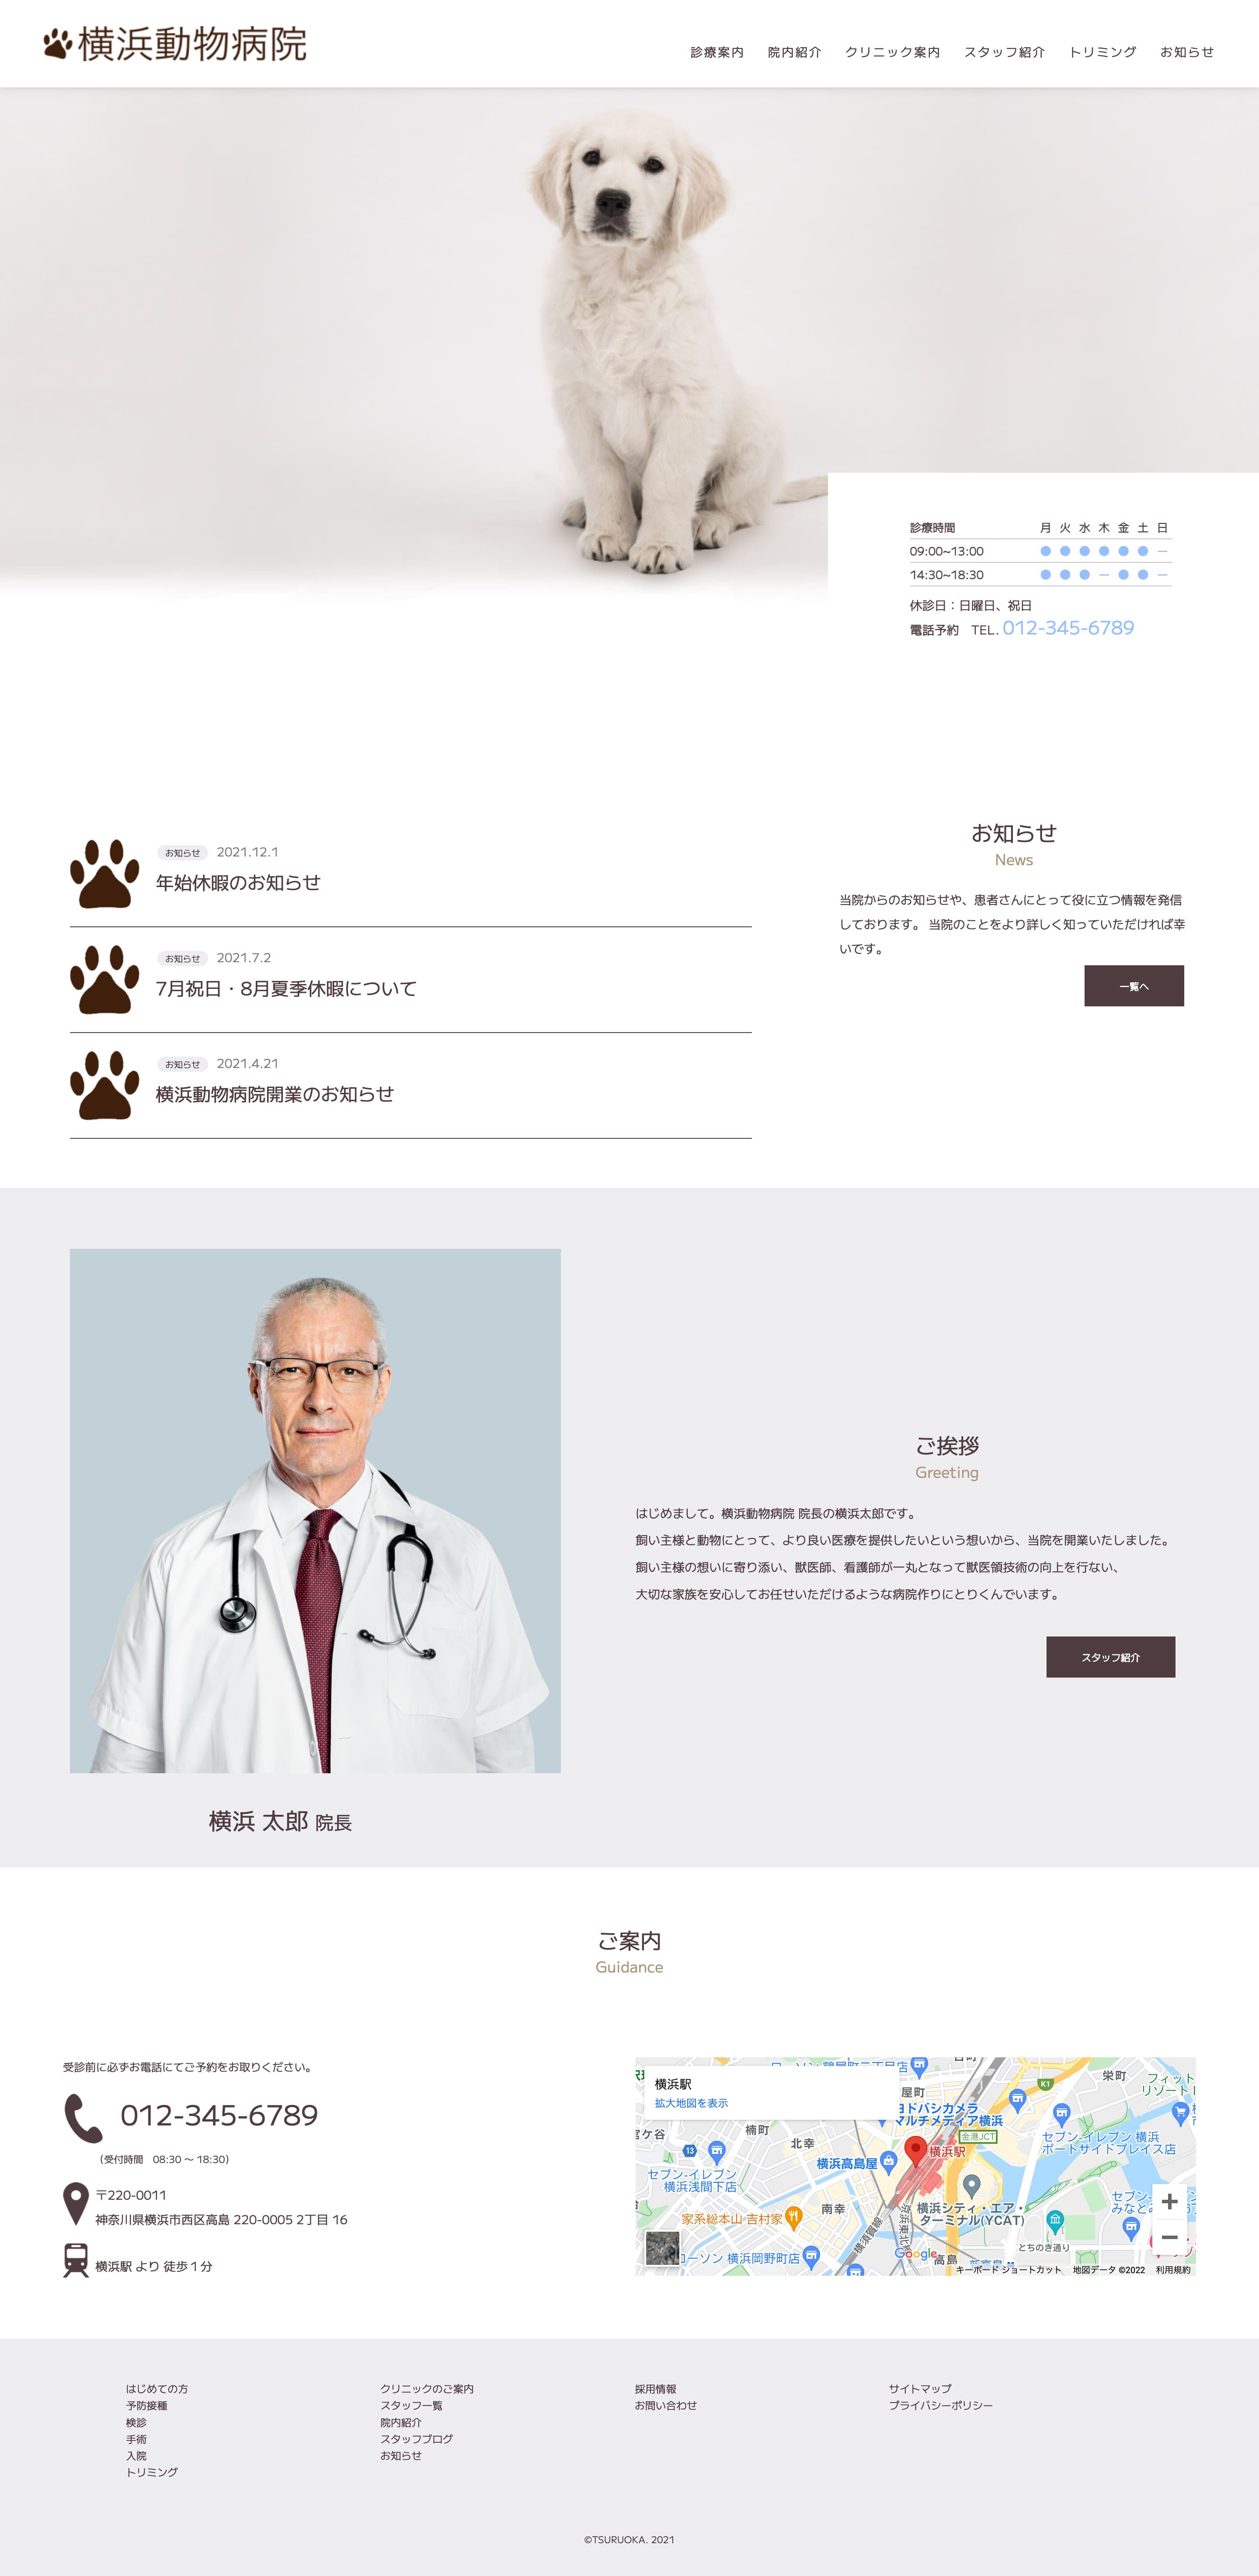 横浜動物病院
診療案内 院内紹介 クリニック案内 スタッフ紹介 トリミング お知らせ
診療時間 月 火 水 木 金 土 日
09:00~13:00 ● ● ● ● ● ● ー
14:30~18:30 ● ● ● ー ● ● ー
休診日：日曜日、祝日
電話予約 TEL. 012-345-6789
お知らせ 2021.12.1
年始休暇のお知らせ
お知らせ 2021.7.2
7月祝日・8月夏季休暇について
お知らせ 2021.4.21
横浜動物病院開業のお知らせ
お知らせ
News
当院からのお知らせや、患者さんにとって役に立つ情報を発信
しております。 当院のことをより詳しく知っていただければ幸
いです。
一覧へ
横浜 太郎 院長
ご挨拶
Greeting
はじめまして。横浜動物病院 院長の横浜太郎です。
飼い主様と動物にとって、より良い医療を提供したいという想いから、当院を開業いたしました。
飼い主様の想いに寄り添い、獣医師、看護師が一丸となって獣医領技術の向上を行ない、
大切な家族を安心してお任せいただけるような病院作りにとりくんでいます。
スタッフ紹介
ご案内
Guidance
受診前に必ずお電話にてご予約をお取りください。
012-345-6789
（受付時間 08:30 〜 18:30）
〒220-0011
神奈川県横浜市西区高島 220-0005 2丁目 16
横浜駅 より 徒歩１分
横浜駅
拡大地図を表示
屋町
栄町
K1
フィット
リゾート
ヨドバシカメラ
マルチメディア横浜
楠町
北幸
13
金港JCT
横浜駅
セブン-イレブン 横浜
ポートサイドプレイス店
セブン-イレブン
横浜浅間下店
横浜高島屋
南幸
家系総本山 吉村家
横浜シティ・エア・
ターミナル(YCAT)
横須賀線
とちのき通り
ローソン 横浜岡野町店
Google
高島
キーボード ショートカット 地図データ ©2022 利用規約
はじめての方
予防接種
検診
手術
入院
トリミング
クリニックのご案内
スタッフ一覧
院内紹介
スタッフブログ
お知らせ
採用情報
お問い合わせ
サイトマップ
プライバシーポリシー
©TSURUOKA. 2021